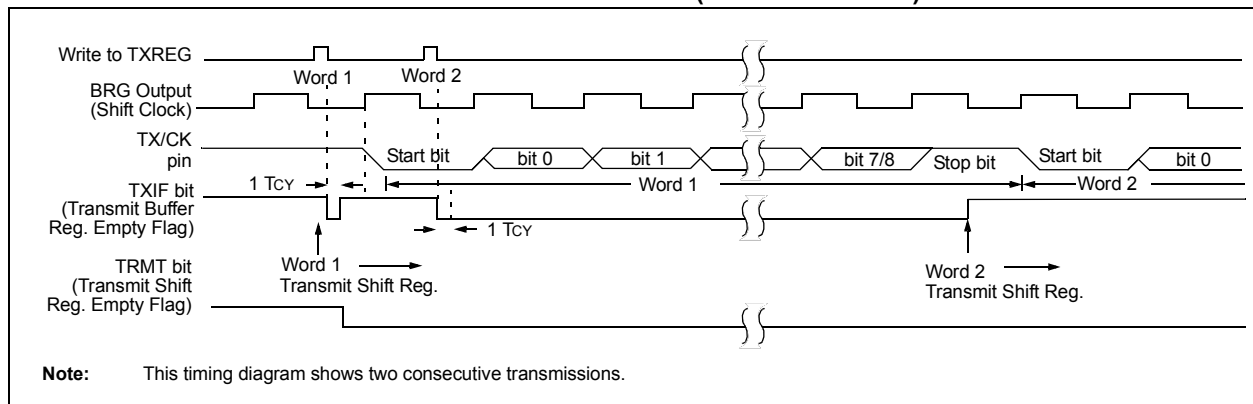 Write to TXREG
Word 1
Word 2
BRG Output
(Shift Clock)
TX/CK
pin
Start bit
bit 0
bit 1
bit 7/8
Stop bit
Start bit
bit 0
1 TCY
Word 1
Word 2
TXIF bit
(Transmit Buffer
Reg. Empty Flag)
1 TCY
Word 1
Transmit Shift Reg.
Word 2
Transmit Shift Reg.
TRMT bit
(Transmit Shift
Reg. Empty Flag)
Note: This timing diagram shows two consecutive transmissions.